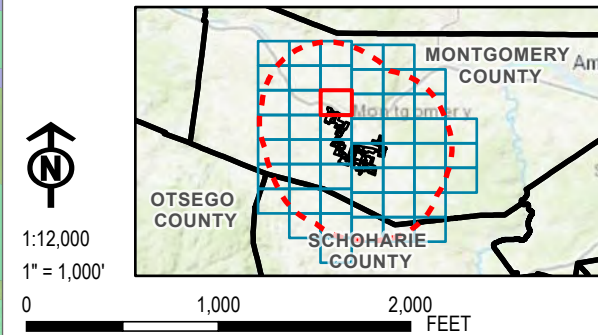 MONTGOMERY
COUNTY
Am
Montgomery
OTSEGO
COUNTY
SCHOHARIE
COUNTY
N
1:12,000
1" = 1,000'
0 1,000 2,000
FEET